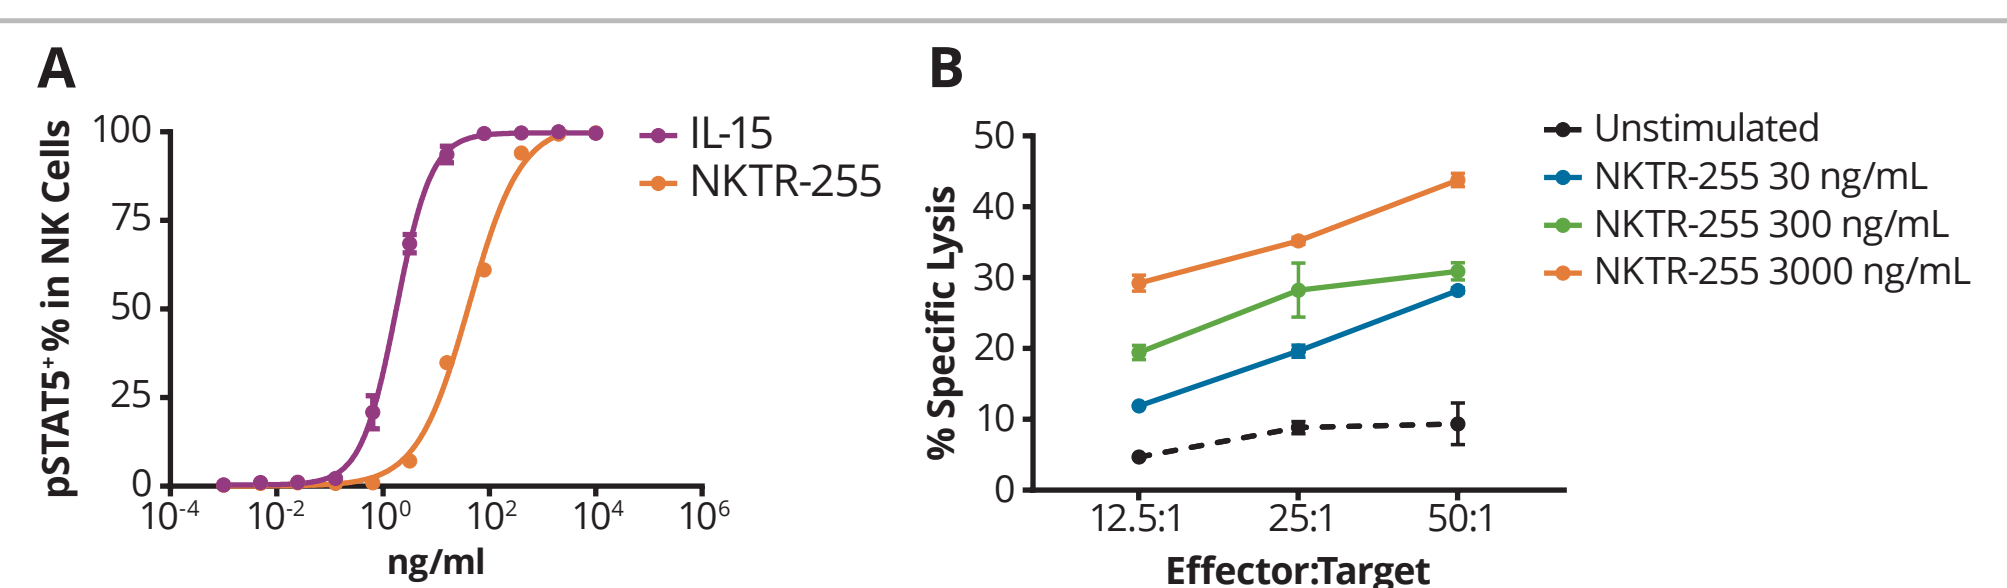 A
pSTAT5⁺% in NK Cells
100
75
50
25
0
10⁻⁴
10⁻²
10⁰
10²
10⁴
10⁶
ng/ml
IL-15
NKTR-255
B
% Specific Lysis
50
40
30
20
10
0
12.5:1
25:1
50:1
Effector:Target
Unstimulated
NKTR-255 30 ng/mL
NKTR-255 300 ng/mL
NKTR-255 3000 ng/mL